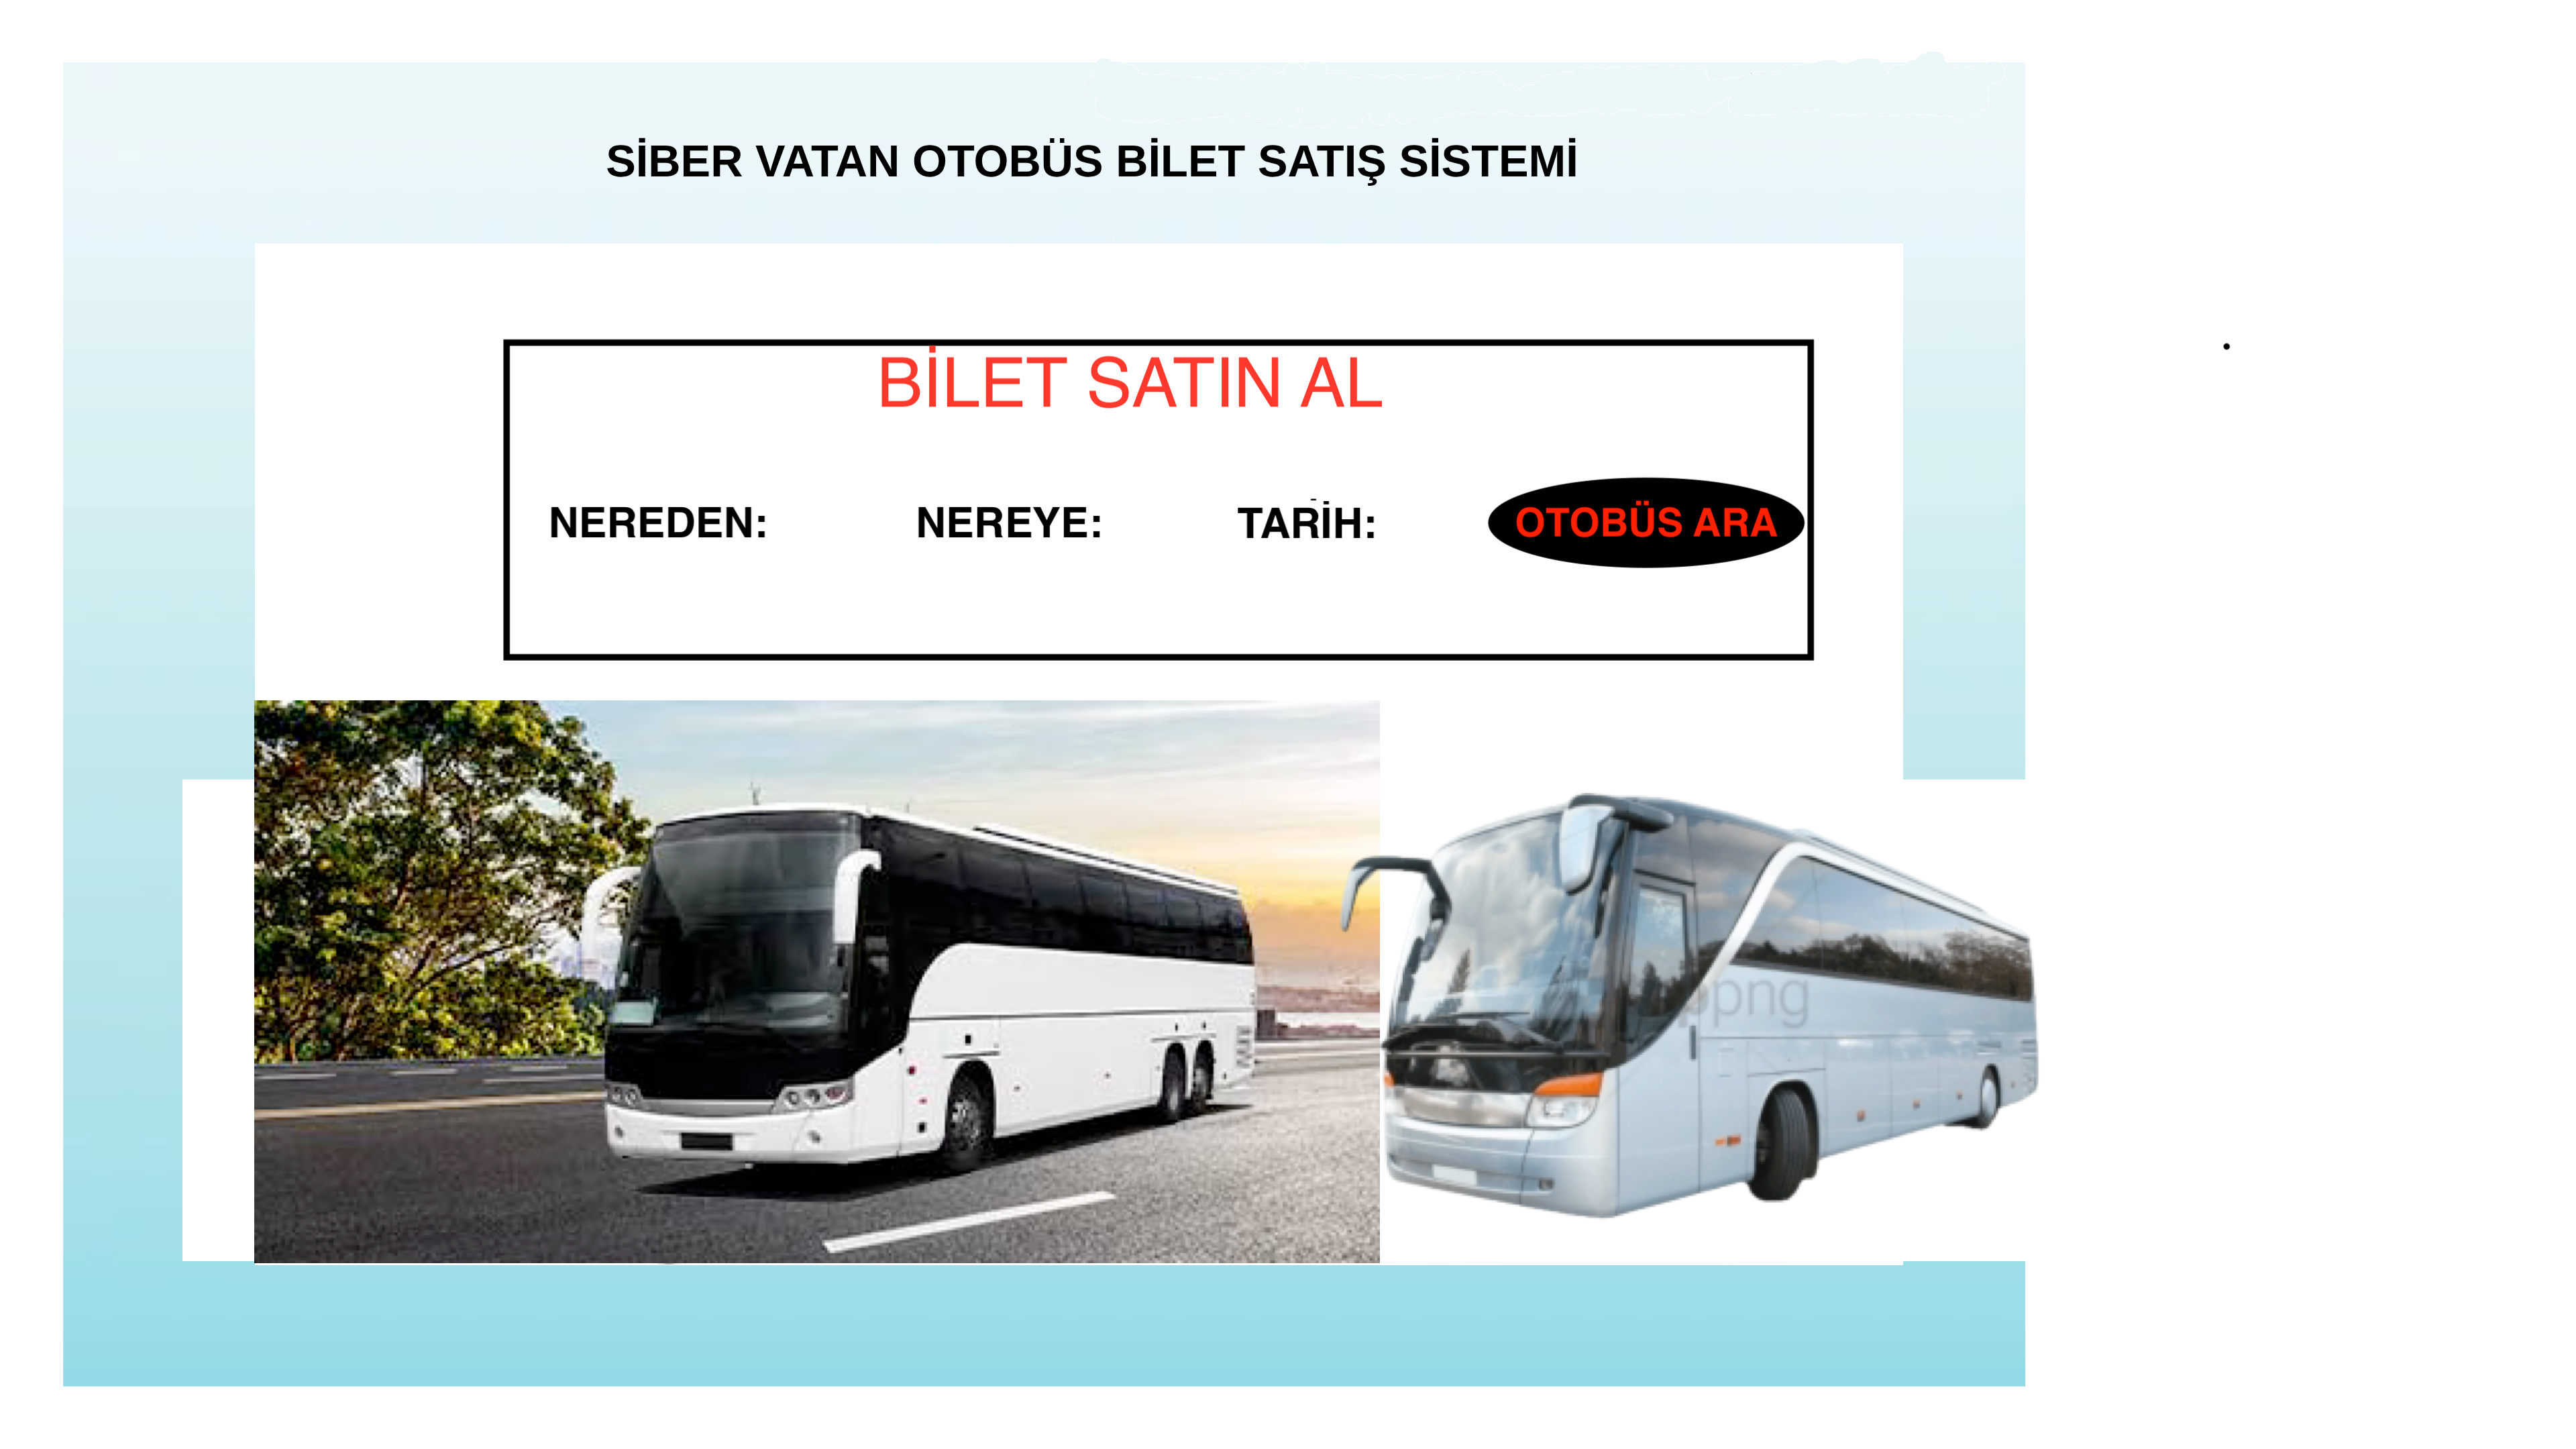 SİBER VATAN OTOBÜS BİLET SATIŞ SİSTEMİ
BİLET SATIN AL
NEREDEN: NEREYE: TARİH: OTOBÜS ARA